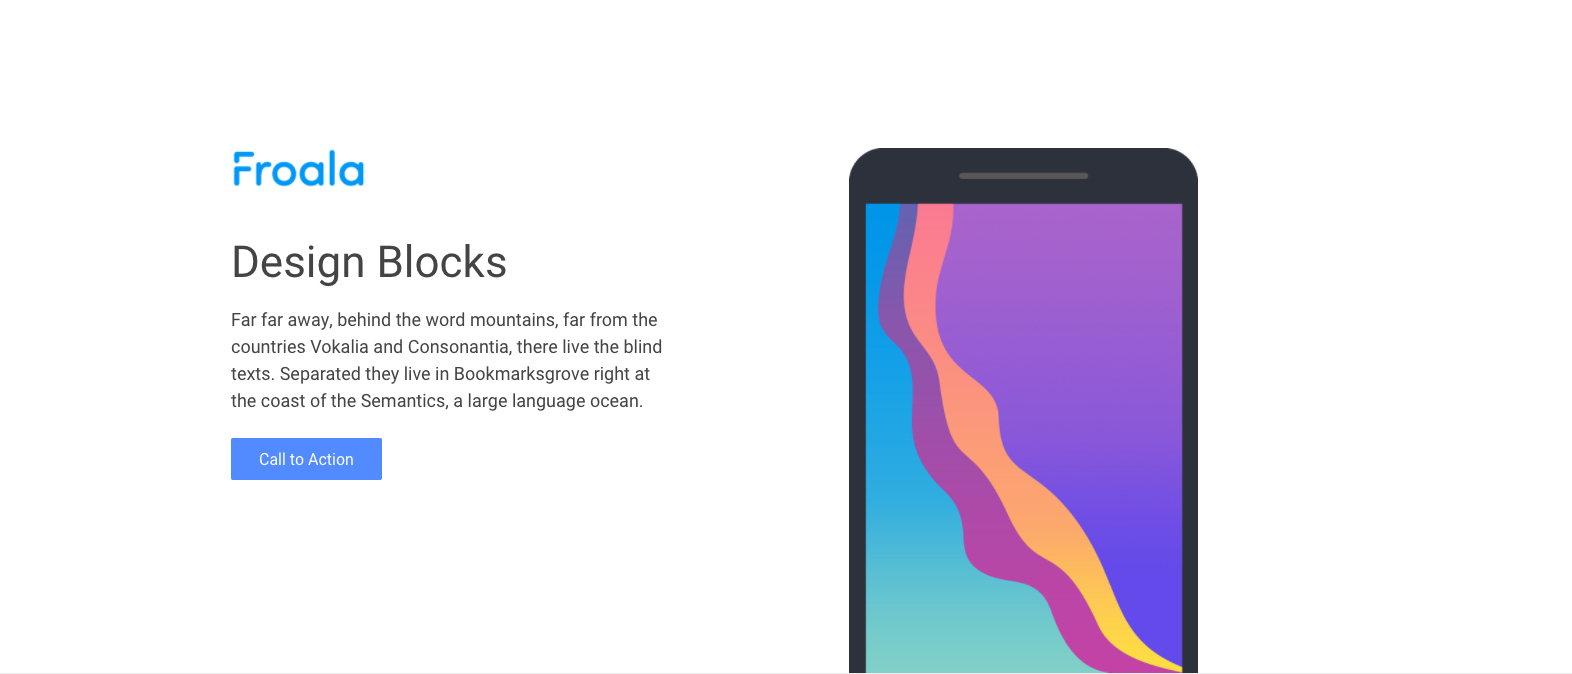 Froala
Design Blocks
Far far away, behind the word mountains, far from the
countries Vokalia and Consonantia, there live the blind
texts. Separated they live in Bookmarksgrove right at
the coast of the Semantics, a large language ocean.
Call to Action